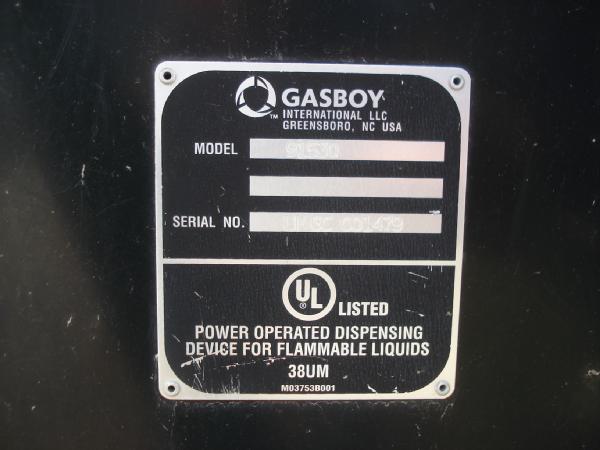 GASBOY
™ INTERNATIONAL LLC
GREENSBORO, NC USA
MODEL
SERIAL NO.
UL ® LISTED
POWER OPERATED DISPENSING
DEVICE FOR FLAMMABLE LIQUIDS
38UM
M03753B001